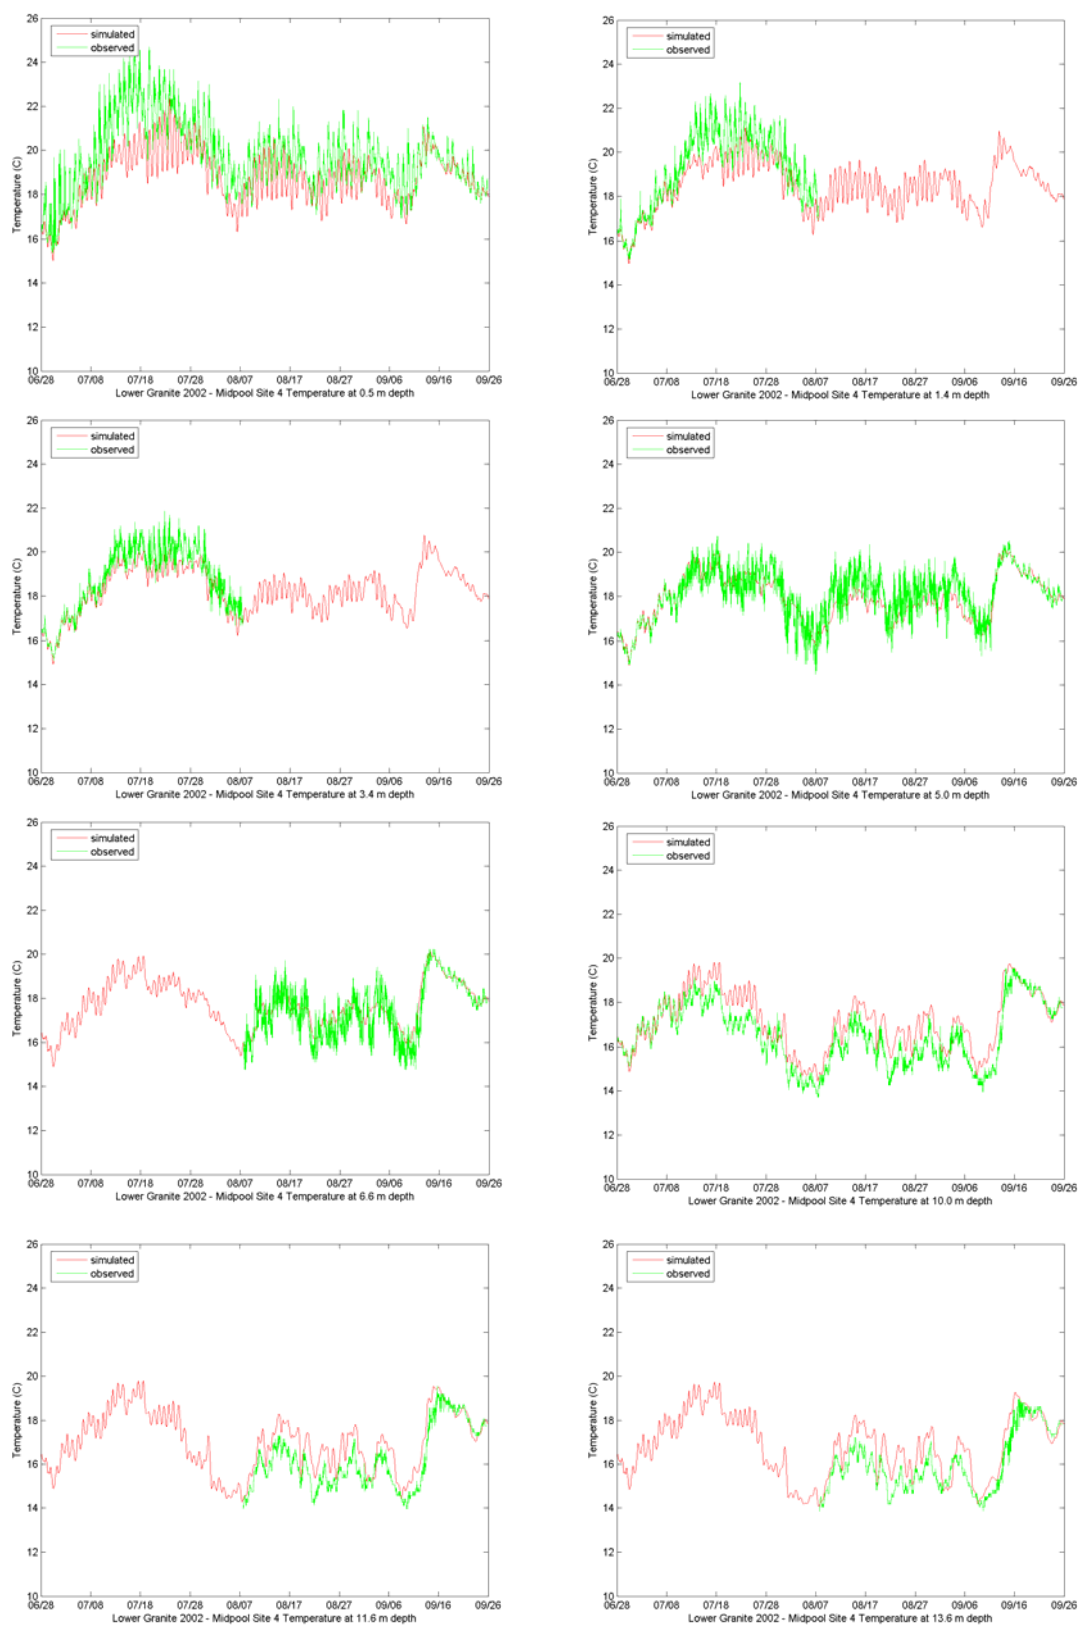 26
24
22
20
18
16
14
12
10
Temperature (C)
simulated
observed
06/28 07/08 07/18 07/28 08/07 08/17 08/27 09/06 09/16 09/26
Lower Granite 2002 - Midpool Site 4 Temperature at 0.5 m depth
26
24
22
20
18
16
14
12
10
Temperature (C)
simulated
observed
06/28 07/08 07/18 07/28 08/07 08/17 08/27 09/06 09/16 09/26
Lower Granite 2002 - Midpool Site 4 Temperature at 1.4 m depth
26
24
22
20
18
16
14
12
10
Temperature (C)
simulated
observed
06/28 07/08 07/18 07/28 08/07 08/17 08/27 09/06 09/16 09/26
Lower Granite 2002 - Midpool Site 4 Temperature at 3.4 m depth
26
24
22
20
18
16
14
12
10
Temperature (C)
simulated
observed
06/28 07/08 07/18 07/28 08/07 08/17 08/27 09/06 09/16 09/26
Lower Granite 2002 - Midpool Site 4 Temperature at 5.0 m depth
26
24
22
20
18
16
14
12
10
Temperature (C)
simulated
observed
06/28 07/08 07/18 07/28 08/07 08/17 08/27 09/06 09/16 09/26
Lower Granite 2002 - Midpool Site 4 Temperature at 6.6 m depth
26
24
22
20
18
16
14
12
10
Temperature (C)
simulated
observed
06/28 07/08 07/18 07/28 08/07 08/17 08/27 09/06 09/16 09/26
Lower Granite 2002 - Midpool Site 4 Temperature at 10.0 m depth
26
24
22
20
18
16
14
12
10
Temperature (C)
simulated
observed
06/28 07/08 07/18 07/28 08/07 08/17 08/27 09/06 09/16 09/26
Lower Granite 2002 - Midpool Site 4 Temperature at 11.6 m depth
26
24
22
20
18
16
14
12
10
Temperature (C)
simulated
observed
06/28 07/08 07/18 07/28 08/07 08/17 08/27 09/06 09/16 09/26
Lower Granite 2002 - Midpool Site 4 Temperature at 13.6 m depth